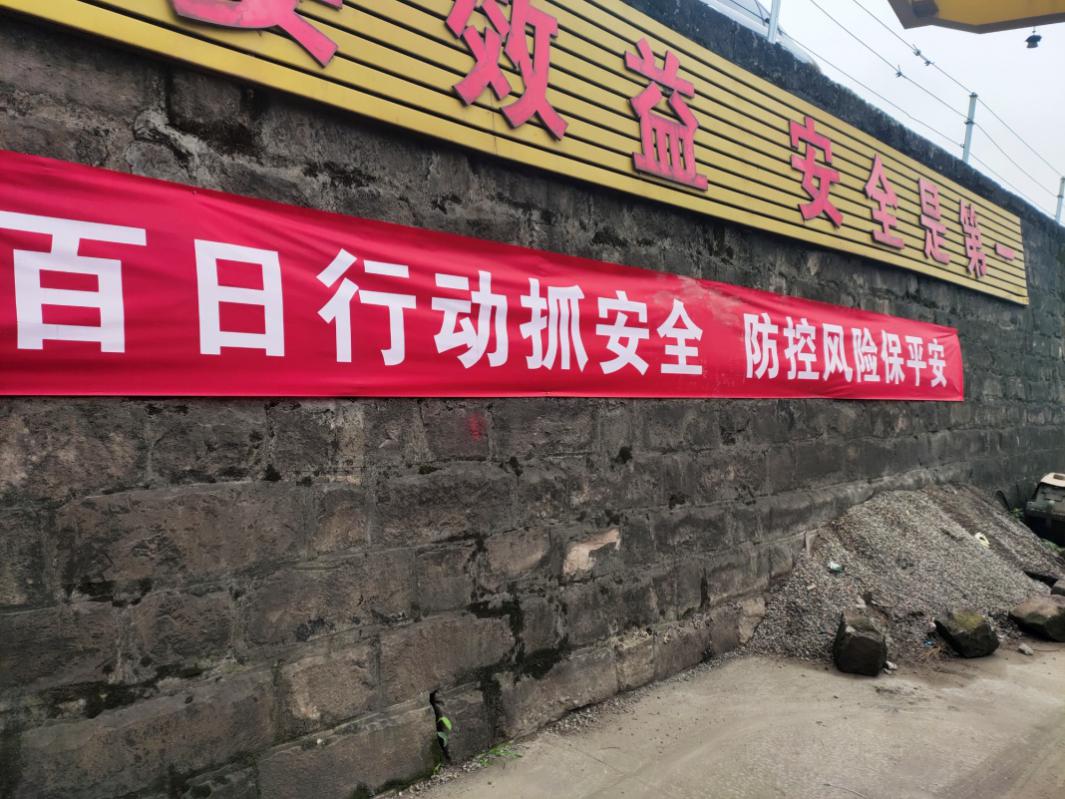 要效益 安全是第一
百日行动抓安全 防控风险保平安